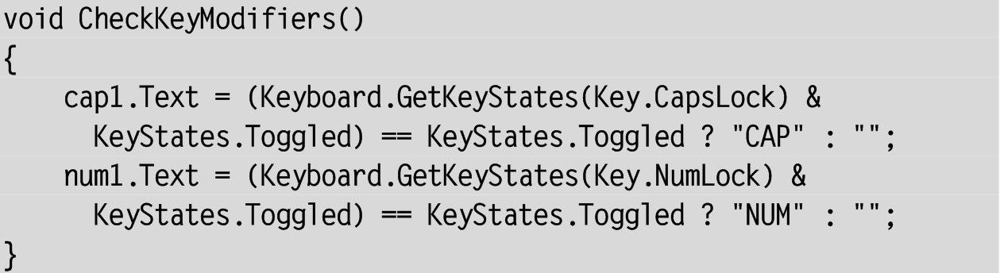 void CheckKeyModifiers()
{
    cap1.Text = (Keyboard.GetKeyStates(Key.CapsLock) &
      KeyStates.Toggled) == KeyStates.Toggled ? "CAP" : "";
    num1.Text = (Keyboard.GetKeyStates(Key.NumLock) &
      KeyStates.Toggled) == KeyStates.Toggled ? "NUM" : "";
}